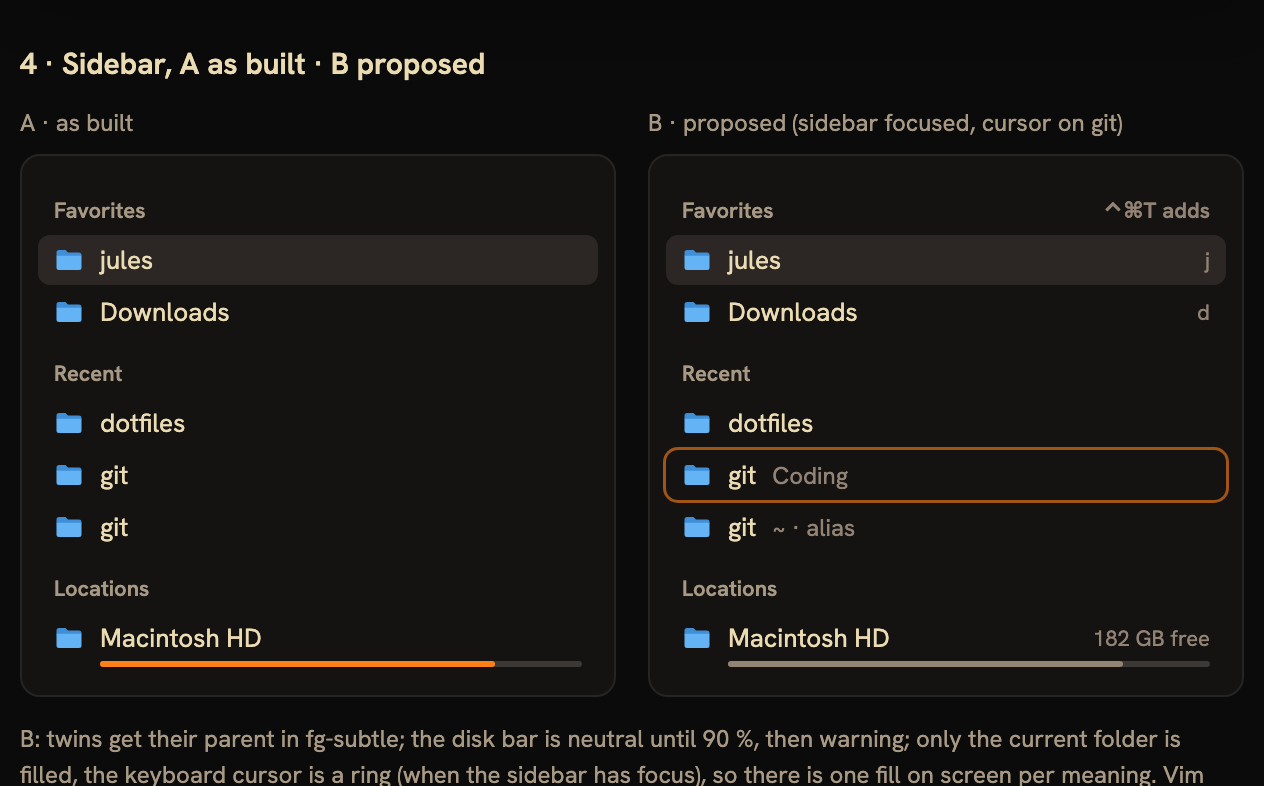 4 · Sidebar, A as built · B proposed
A · as built
Favorites
jules
Downloads
Recent
dotfiles
git
git
Locations
Macintosh HD
B · proposed (sidebar focused, cursor on git)
Favorites ^⌘T adds
jules j
Downloads d
Recent
dotfiles
git Coding
git ~ · alias
Locations
Macintosh HD 182 GB free
B: twins get their parent in fg-subtle; the disk bar is neutral until 90 %, then warning; only the current folder is
filled, the keyboard cursor is a ring (when the sidebar has focus), so there is one fill on screen per meaning. Vim